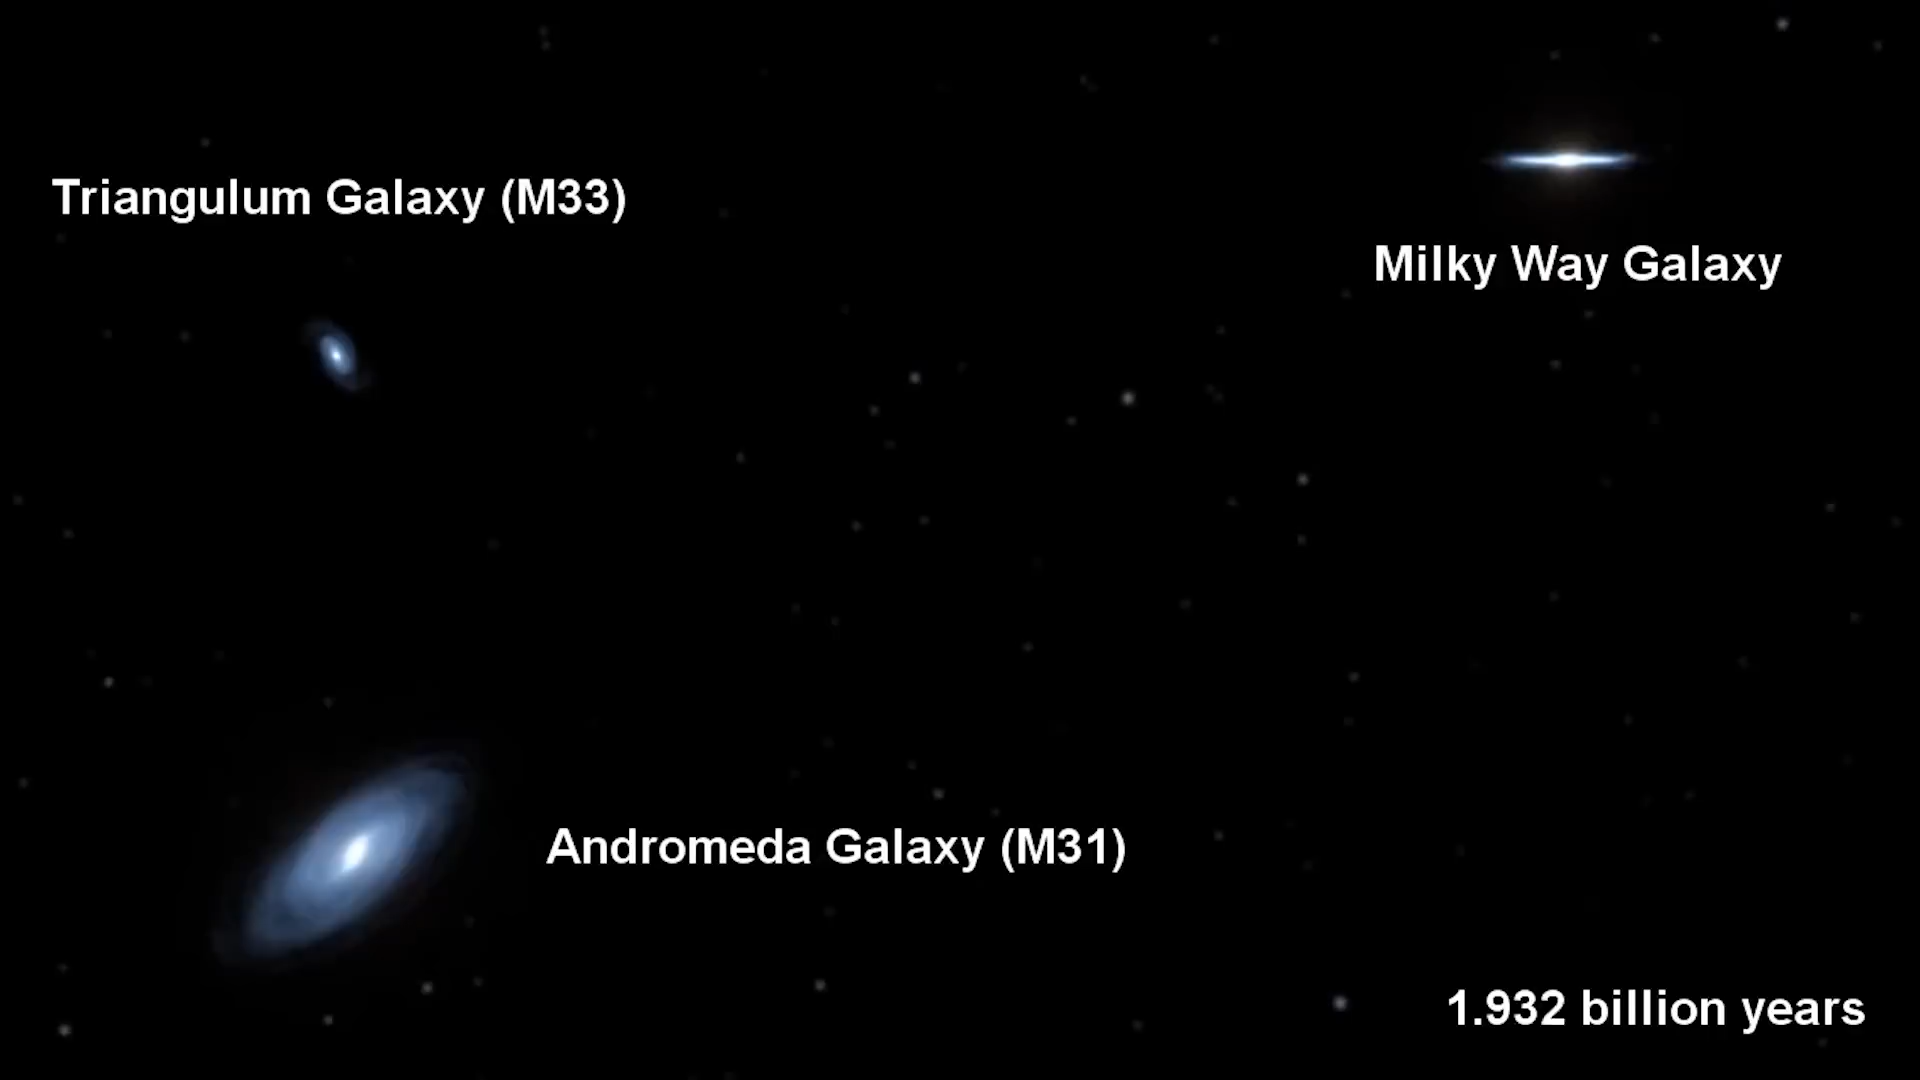 Triangulum Galaxy (M33)
Milky Way Galaxy
Andromeda Galaxy (M31)
1.932 billion years